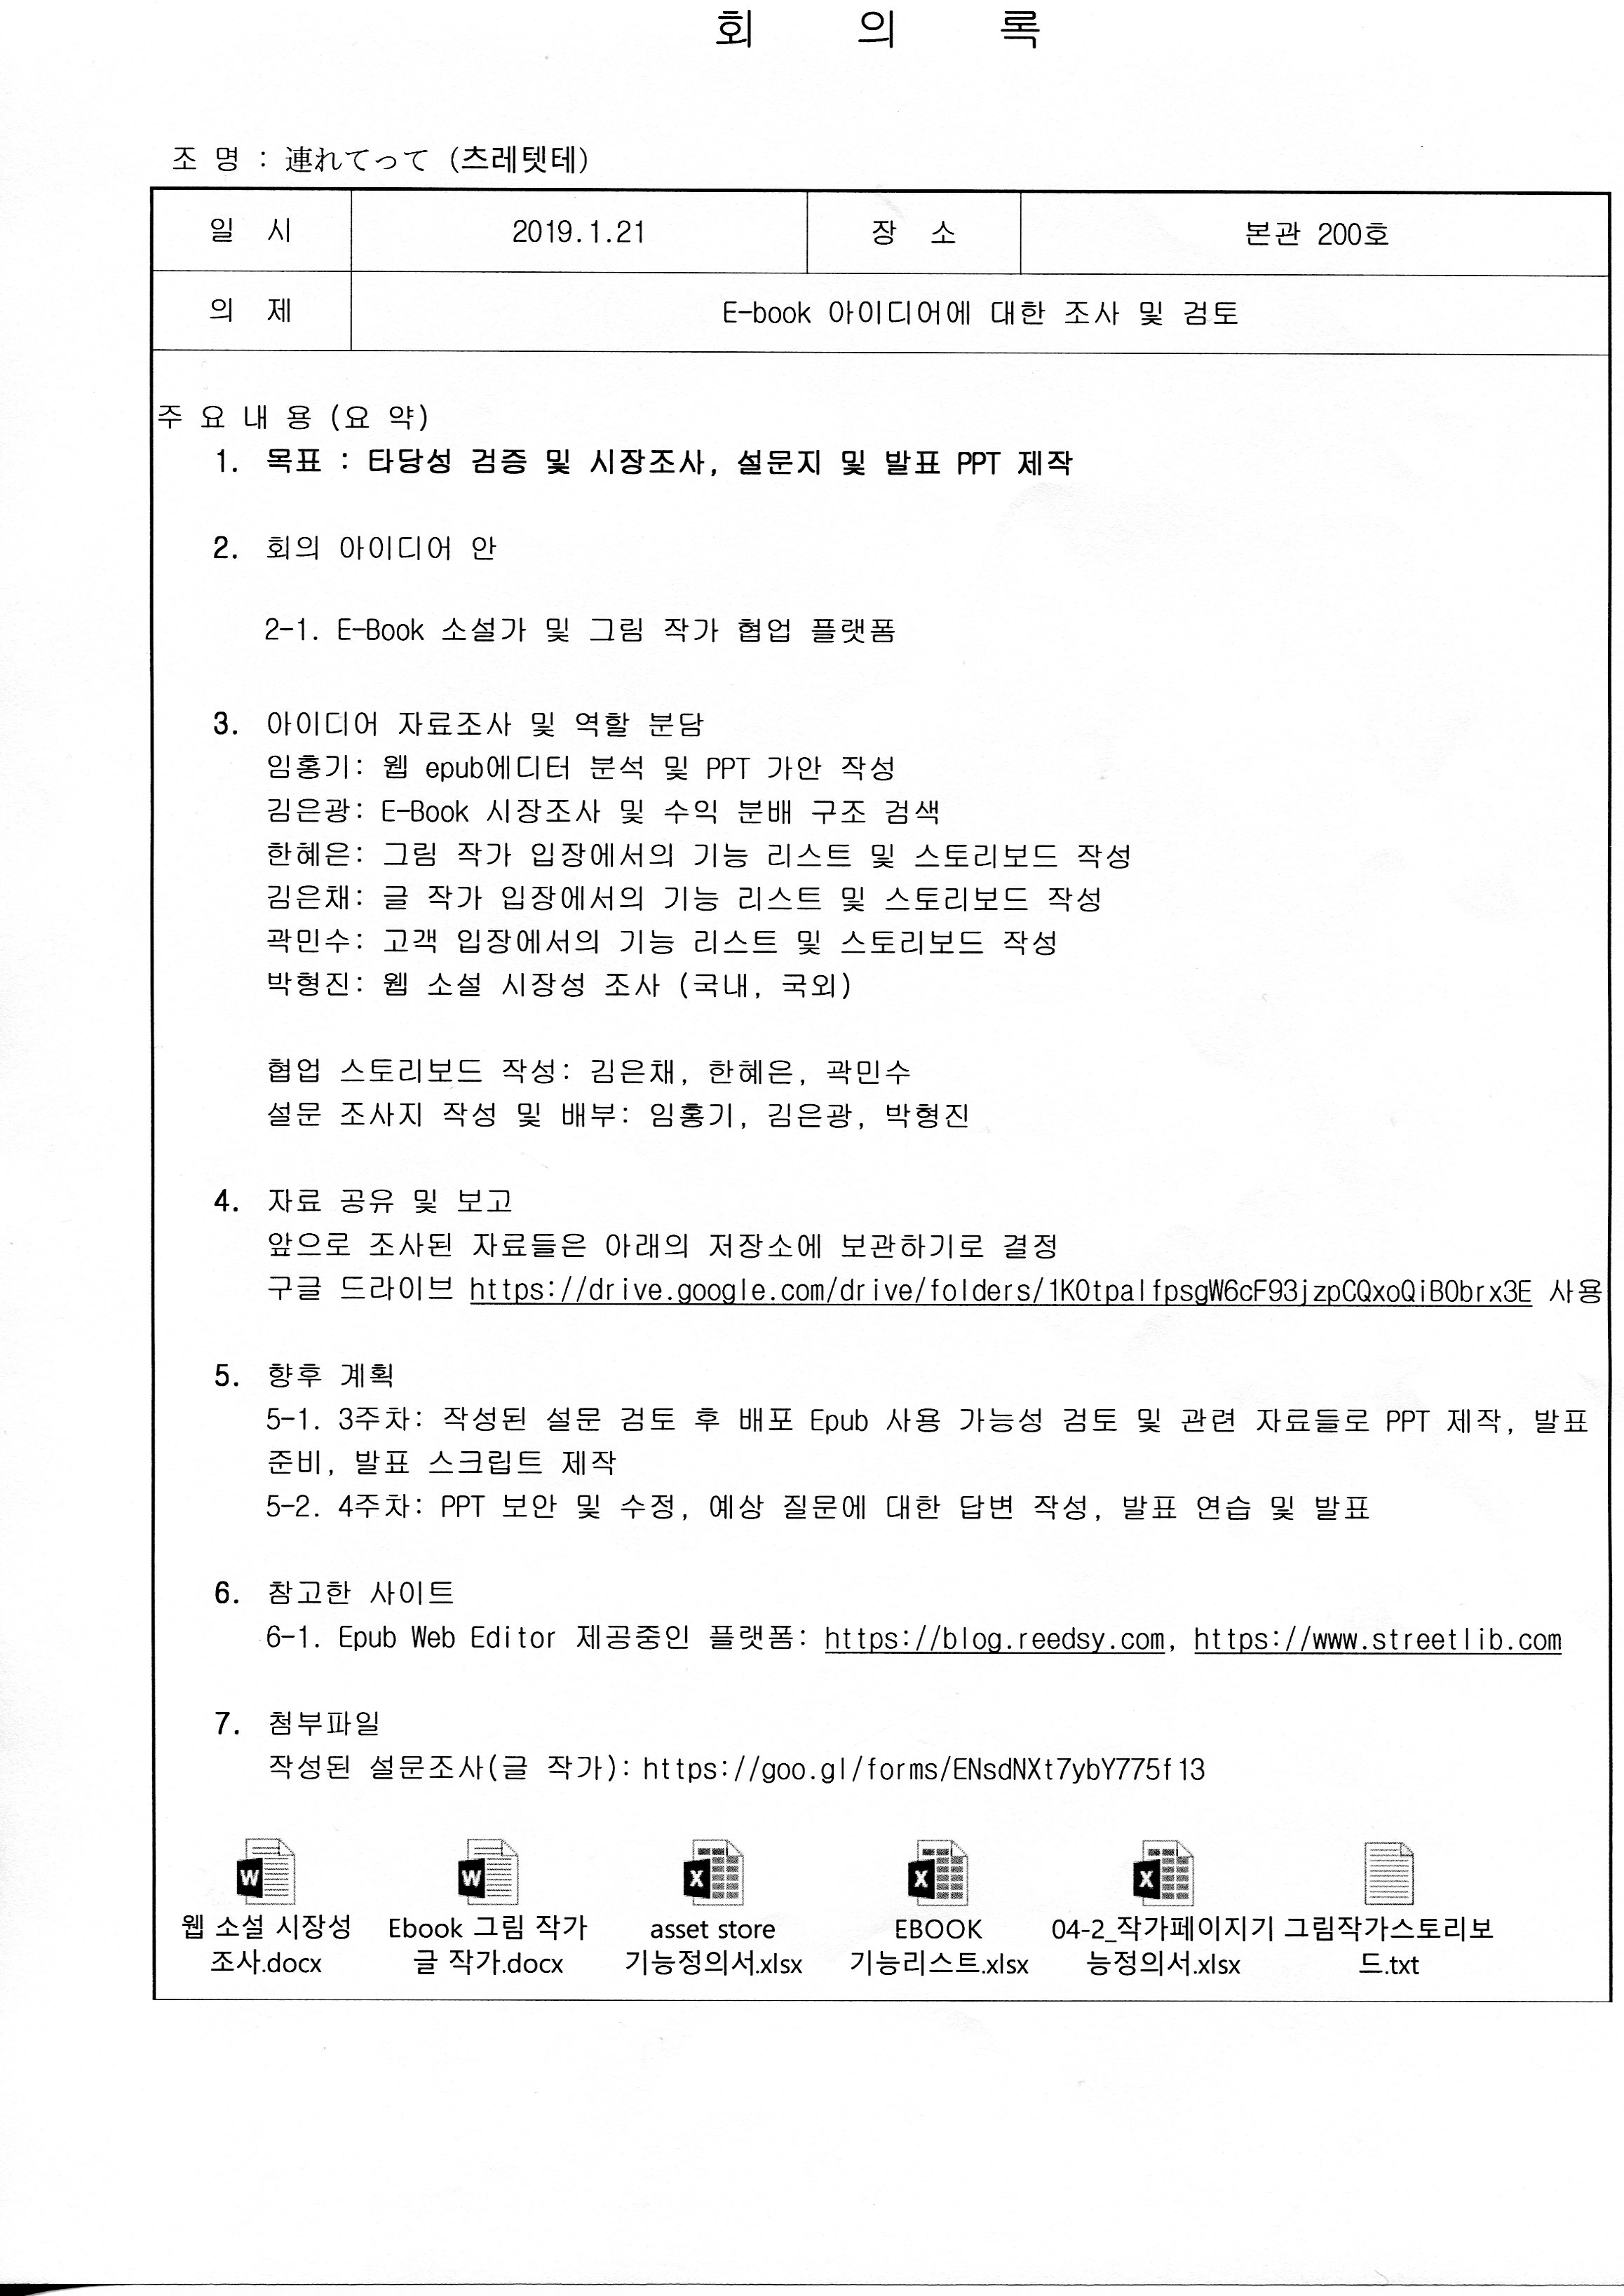 회 의 록
조 명 : 連れてって (츠레텟테)
일 시 2019.1.21 장 소 본관 200호
의 제 E-book 아이디어에 대한 조사 및 검토
주 요 내 용 (요 약)
1. 목표 : 타당성 검증 및 시장조사, 설문지 및 발표 PPT 제작
2. 회의 아이디어 안
2-1. E-Book 소설가 및 그림 작가 협업 플랫폼
3. 아이디어 자료조사 및 역할 분담
임홍기: 웹 epub에디터 분석 및 PPT 가안 작성
김은광: E-Book 시장조사 및 수익 분배 구조 검색
한혜은: 그림 작가 입장에서의 기능 리스트 및 스토리보드 작성
김은채: 글 작가 입장에서의 기능 리스트 및 스토리보드 작성
곽민수: 고객 입장에서의 기능 리스트 및 스토리보드 작성
박형진: 웹 소설 시장성 조사 (국내, 국외)
협업 스토리보드 작성: 김은채, 한혜은, 곽민수
설문 조사지 작성 및 배부: 임홍기, 김은광, 박형진
4. 자료 공유 및 보고
앞으로 조사된 자료들은 아래의 저장소에 보관하기로 결정
구글 드라이브 https://drive.google.com/drive/folders/1K0tpalfpsgW6cF93jzpCQxoQiBObrx3E 사용
5. 향후 계획
5-1. 3주차: 작성된 설문 검토 후 배포 Epub 사용 가능성 검토 및 관련 자료들로 PPT 제작, 발표
준비, 발표 스크립트 제작
5-2. 4주차: PPT 보안 및 수정, 예상 질문에 대한 답변 작성, 발표 연습 및 발표
6. 참고한 사이트
6-1. Epub Web Editor 제공중인 플랫폼: https://blog.reedsy.com, https://www.streetlib.com
7. 첨부파일
작성된 설문조사(글 작가): https://goo.gl/forms/ENsdNXt7ybY775f13
웹 소설 시장성 Ebook 그림 작가 asset store EBOOK 04-2_작가페이지기 그림작가스토리보
조사.docx 글 작가.docx 기능정의서.xlsx 기능리스트.xlsx 능정의서.xlsx 드.txt